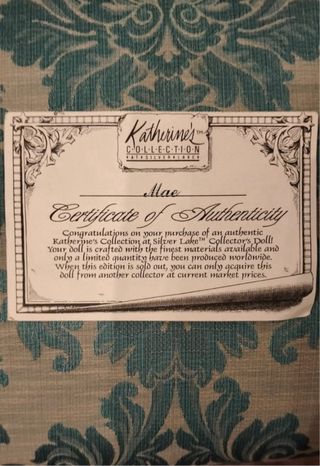 Katherine's™
COLLECTION
AT SILVER LAKE
Mae
Certificate of Authenticity
Congratulations on your purchase of an authentic
Katherine's Collection at Silver Lake™ Collector's Doll!
Your doll is crafted with the finest materials available and
only a limited quantity have been produced worldwide.
When this edition is sold out, you can only acquire this
doll from another collector at current market prices.